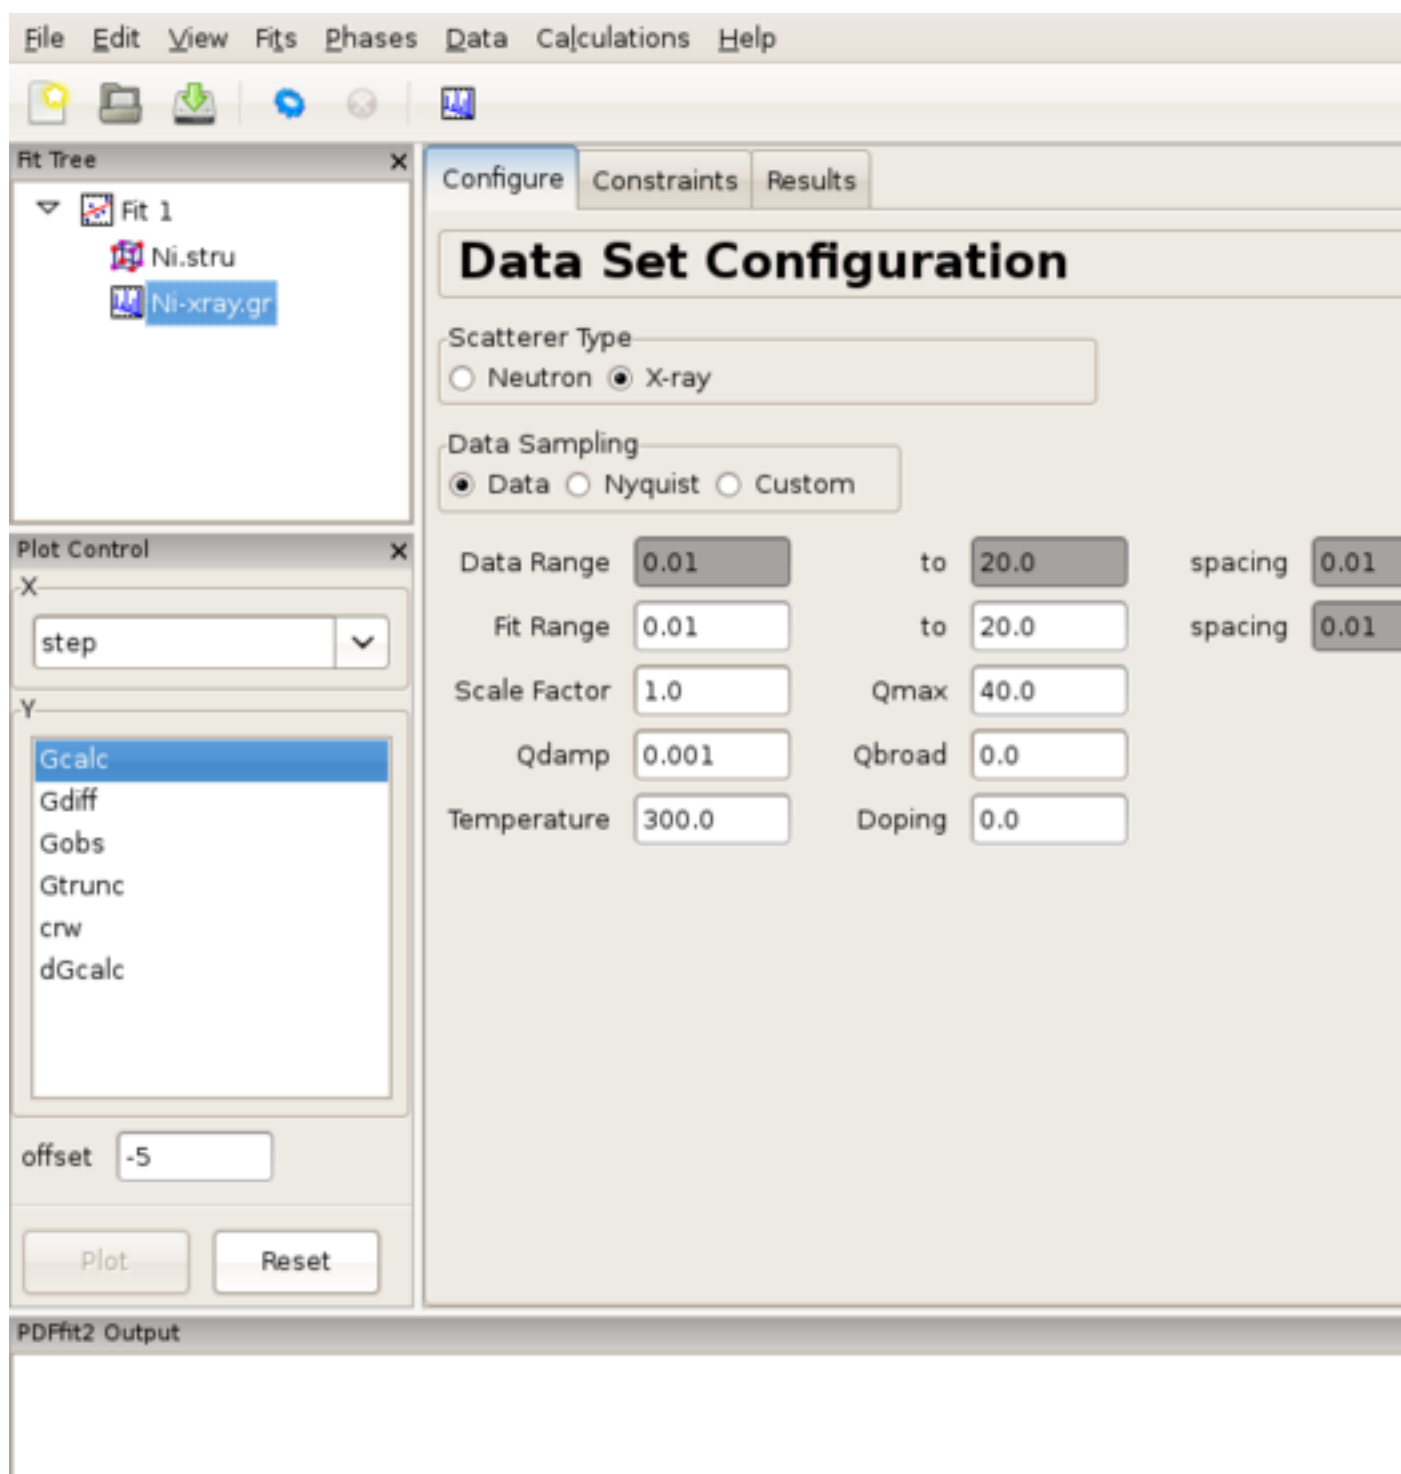 File Edit View Fits Phases Data Calculations Help
Fit Tree
Fit 1
Ni.stru
Ni-xray.gr
Plot Control
X
step
Y
Gcalc
Gdiff
Gobs
Gtrunc
crw
dGcalc
offset -5
Plot Reset
Configure Constraints Results
Data Set Configuration
Scatterer Type
Neutron X-ray
Data Sampling
Data Nyquist Custom
Data Range 0.01 to 20.0 spacing 0.01
Fit Range 0.01 to 20.0 spacing 0.01
Scale Factor 1.0 Qmax 40.0
Qdamp 0.001 Qbroad 0.0
Temperature 300.0 Doping 0.0
PDFfit2 Output